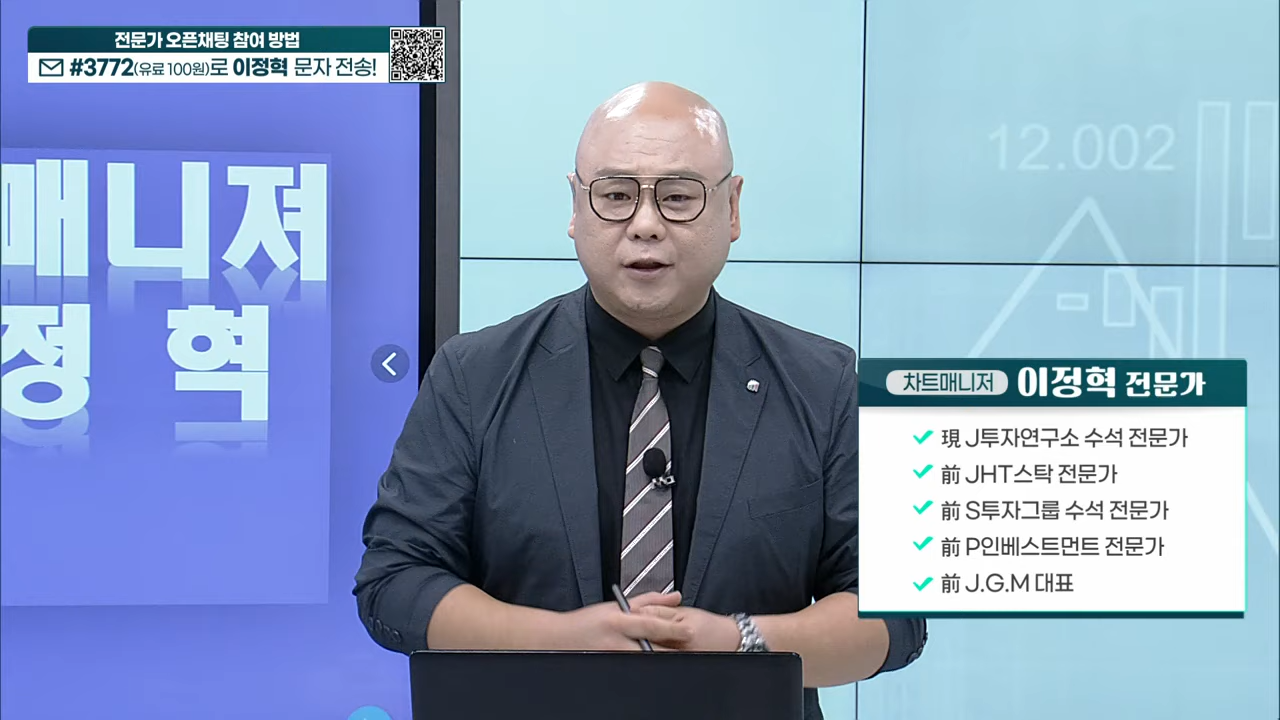 전문가 오픈채팅 참여 방법
#3772(유료 100원)로 이정혁 문자 전송!
매니저
정 혁
12.002
차트매니저 이정혁 전문가
現 J투자연구소 수석 전문가
前 JHT스탁 전문가
前 S투자그룹 수석 전문가
前 P인베스트먼트 전문가
前 J.G.M 대표